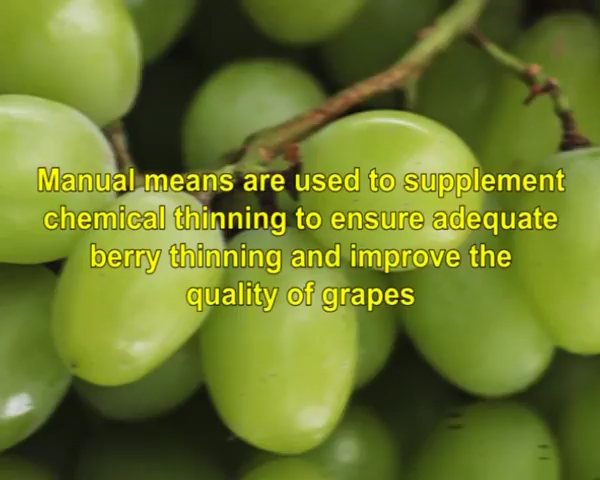 Manual means are used to supplement
chemical thinning to ensure adequate
berry thinning and improve the
quality of grapes